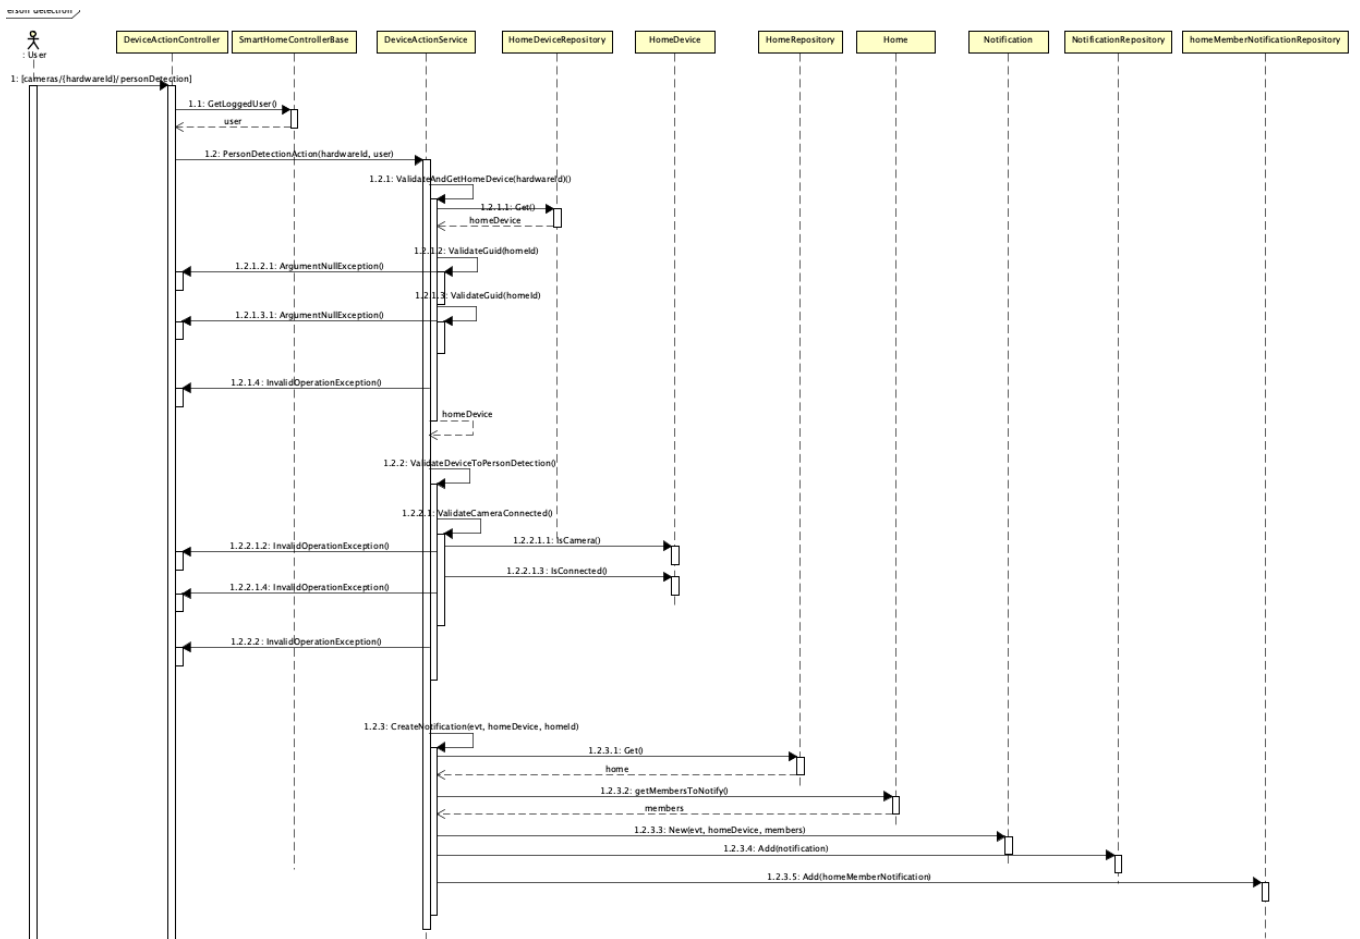 erson detection
DeviceActionController
SmartHomeControllerBase
DeviceActionService
HomeDeviceRepository
HomeDevice
HomeRepository
Home
Notification
NotificationRepository
homeMemberNotificationRepository
: User
1: [cameras/{hardwareId}/personDetection]
1.1: GetLoggedUser()
user
1.2: PersonDetectionAction(hardwareId, user)
1.2.1: ValidateAndGetHomeDevice(hardwareId)()
1.2.1.1: Get()
homeDevice
1.2.1.2: ValidateGuid(homeId)
1.2.1.2.1: ArgumentNullException()
1.2.1.3: ValidateGuid(homeId)
1.2.1.3.1: ArgumentNullException()
1.2.1.4: InvalidOperationException()
homeDevice
1.2.2: ValidateDeviceToPersonDetection()
1.2.2.1: ValidateCameraConnected()
1.2.2.1.1: IsCamera()
1.2.2.1.2: InvalidOperationException()
1.2.2.1.3: IsConnected()
1.2.2.1.4: InvalidOperationException()
1.2.2.2: InvalidOperationException()
1.2.3: CreateNotification(evt, homeDevice, homeId)
1.2.3.1: Get()
home
1.2.3.2: getMembersToNotify()
members
1.2.3.3: New(evt, homeDevice, members)
1.2.3.4: Add(notification)
1.2.3.5: Add(homeMemberNotification)